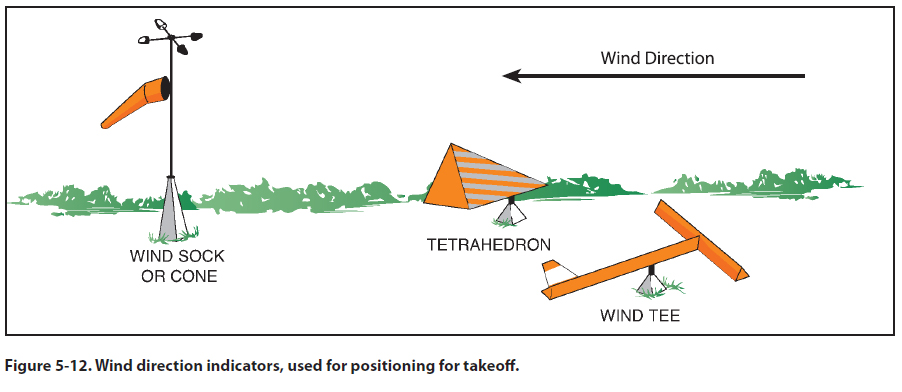 Wind Direction
WIND SOCK
OR CONE
TETRAHEDRON
WIND TEE
Figure 5-12. Wind direction indicators, used for positioning for takeoff.